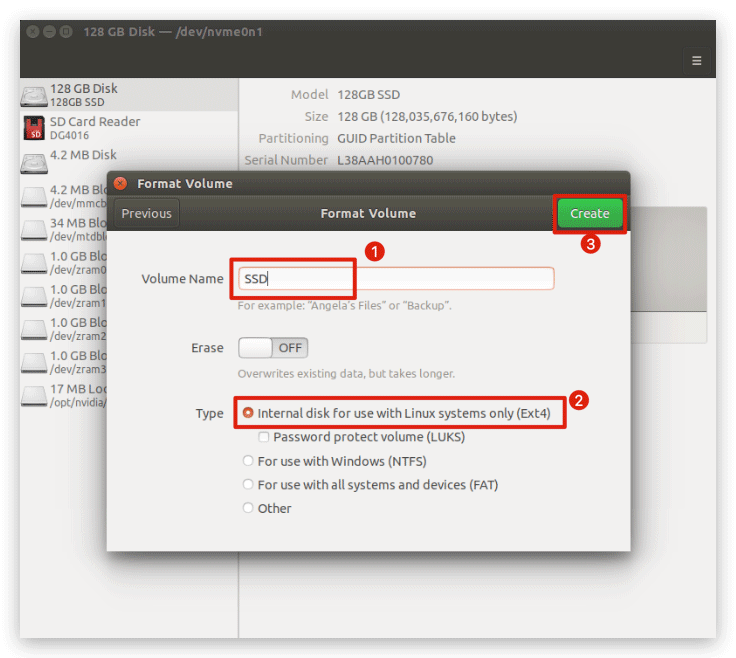 128 GB Disk — /dev/nvme0n1
128 GB Disk
128GB SSD
SD Card Reader
DG4016
4.2 MB Disk
4.2 MB Blo
/dev/mmcb
34 MB Blo
/dev/mtdblo
1.0 GB Blo
/dev/zram0
1.0 GB Blo
/dev/zram1
1.0 GB Blo
/dev/zram2
1.0 GB Blo
/dev/zram3
17 MB Loo
/opt/nvidia/
SD
Model 128GB SSD
Size 128 GB (128,035,676,160 bytes)
Partitioning GUID Partition Table
Serial Number L38AAH0100780
Format Volume
Previous
Format Volume
Create
3
1
Volume Name SSD
For example: "Angela's Files" or "Backup".
Erase OFF
Overwrites existing data, but takes longer.
2
Type Internal disk for use with Linux systems only (Ext4)
Password protect volume (LUKS)
For use with Windows (NTFS)
For use with all systems and devices (FAT)
Other